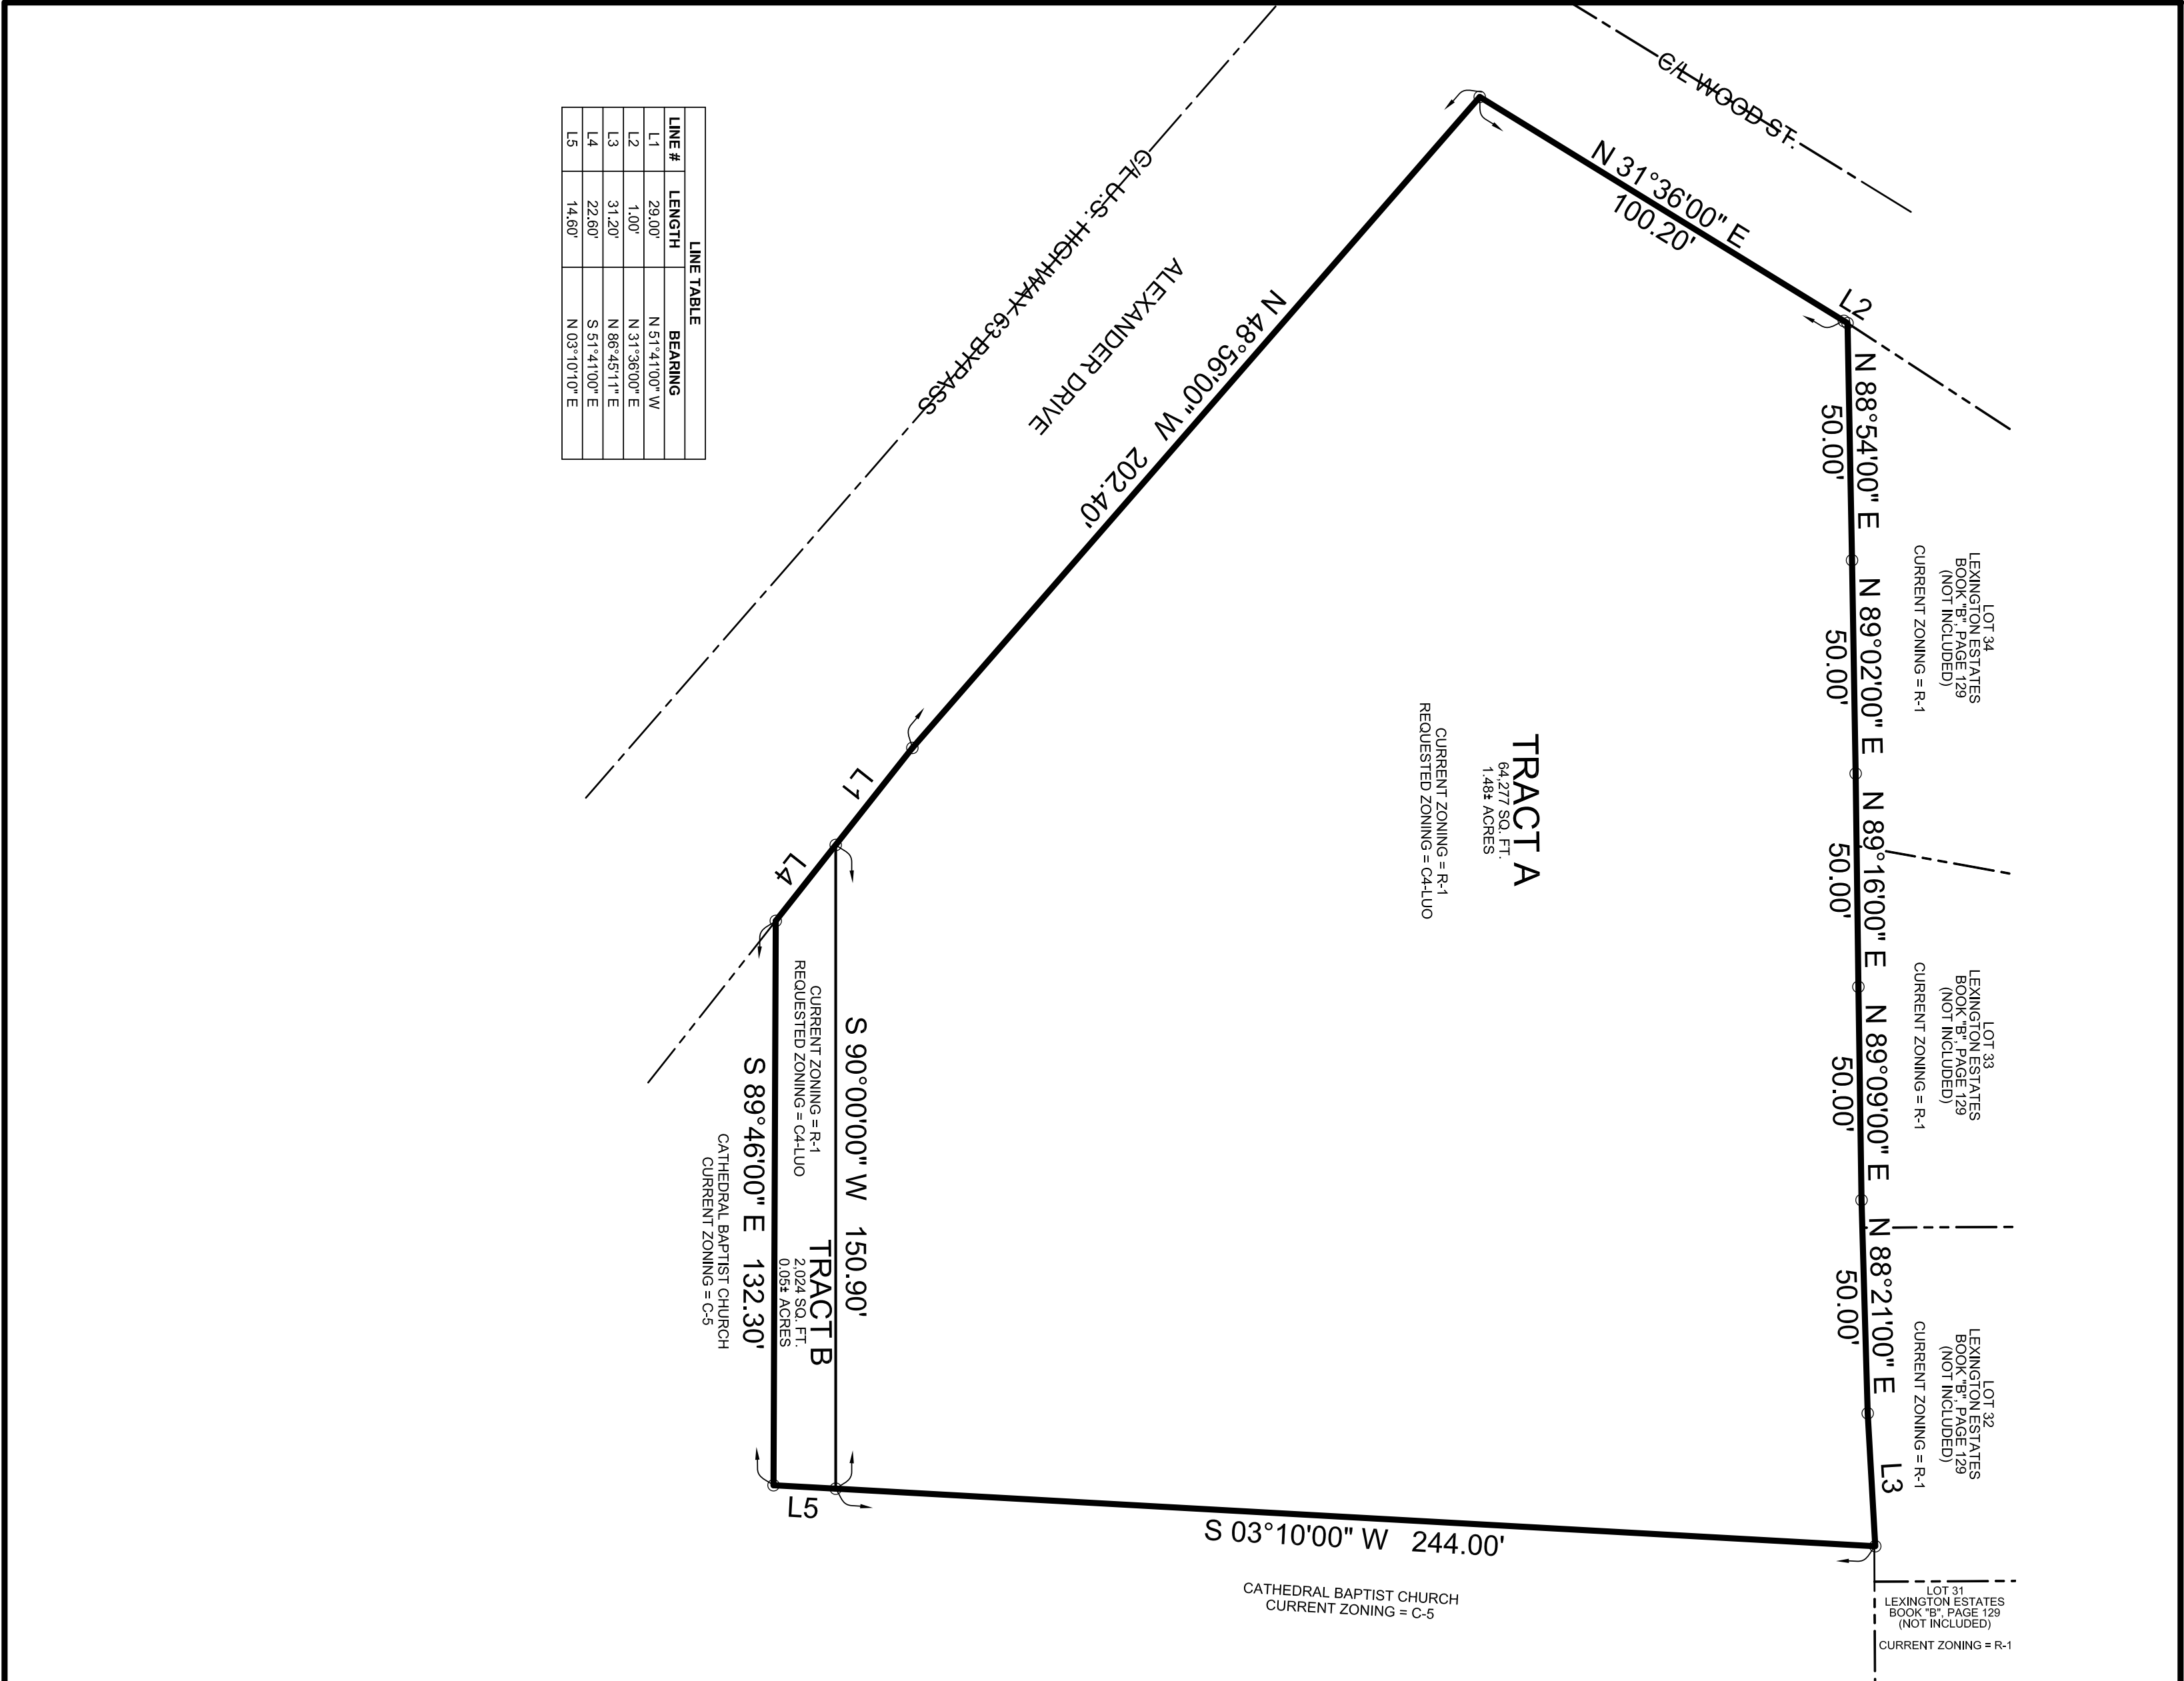 C/L WOOD ST.
N 31°36'00" E
100.20'
L2
C/L U.S. HIGHWAY 63 BYPASS
ALEXANDER DRIVE
N 48°56'00" W 202.40'
L1
L4
N 88°54'00" E
50.00'
N 89°02'00" E
50.00'
N 89°16'00" E
50.00'
N 89°09'00" E
50.00'
N 88°21'00" E
50.00'
L3
LOT 34
LEXINGTON ESTATES
BOOK "B", PAGE 129
(NOT INCLUDED)
CURRENT ZONING = R-1
LOT 33
LEXINGTON ESTATES
BOOK "B", PAGE 129
(NOT INCLUDED)
CURRENT ZONING = R-1
LOT 32
LEXINGTON ESTATES
BOOK "B", PAGE 129
(NOT INCLUDED)
CURRENT ZONING = R-1
LOT 31
LEXINGTON ESTATES
BOOK "B", PAGE 129
(NOT INCLUDED)
CURRENT ZONING = R-1
TRACT A
64,277 SQ. FT.
1.48± ACRES
CURRENT ZONING = R-1
REQUESTED ZONING = C4-LUO
S 90°00'00" W 150.90'
CURRENT ZONING = R-1
REQUESTED ZONING = C4-LUO
TRACT B
2,024 SQ. FT.
0.05± ACRES
S 89°46'00" E 132.30'
CATHEDRAL BAPTIST CHURCH
CURRENT ZONING = C-5
L5
S 03°10'00" W 244.00'
CATHEDRAL BAPTIST CHURCH
CURRENT ZONING = C-5
LINE TABLE
LINE # LENGTH BEARING
L1 29.00' N 51°41'00" W
L2 1.00' N 31°36'00" E
L3 31.20' N 86°45'11" E
L4 22.60' S 51°41'00" E
L5 14.60' N 03°10'10" E